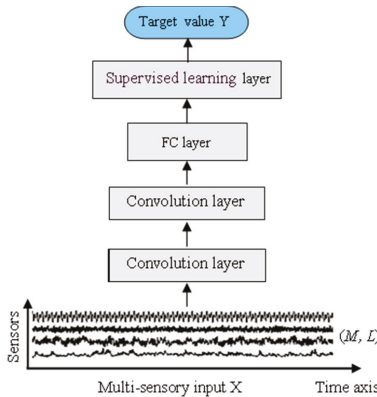 Target value Y
Supervised learning layer
FC layer
Convolution layer
Convolution layer
Sensors
(M, L)
Multi-sensory input X
Time axis